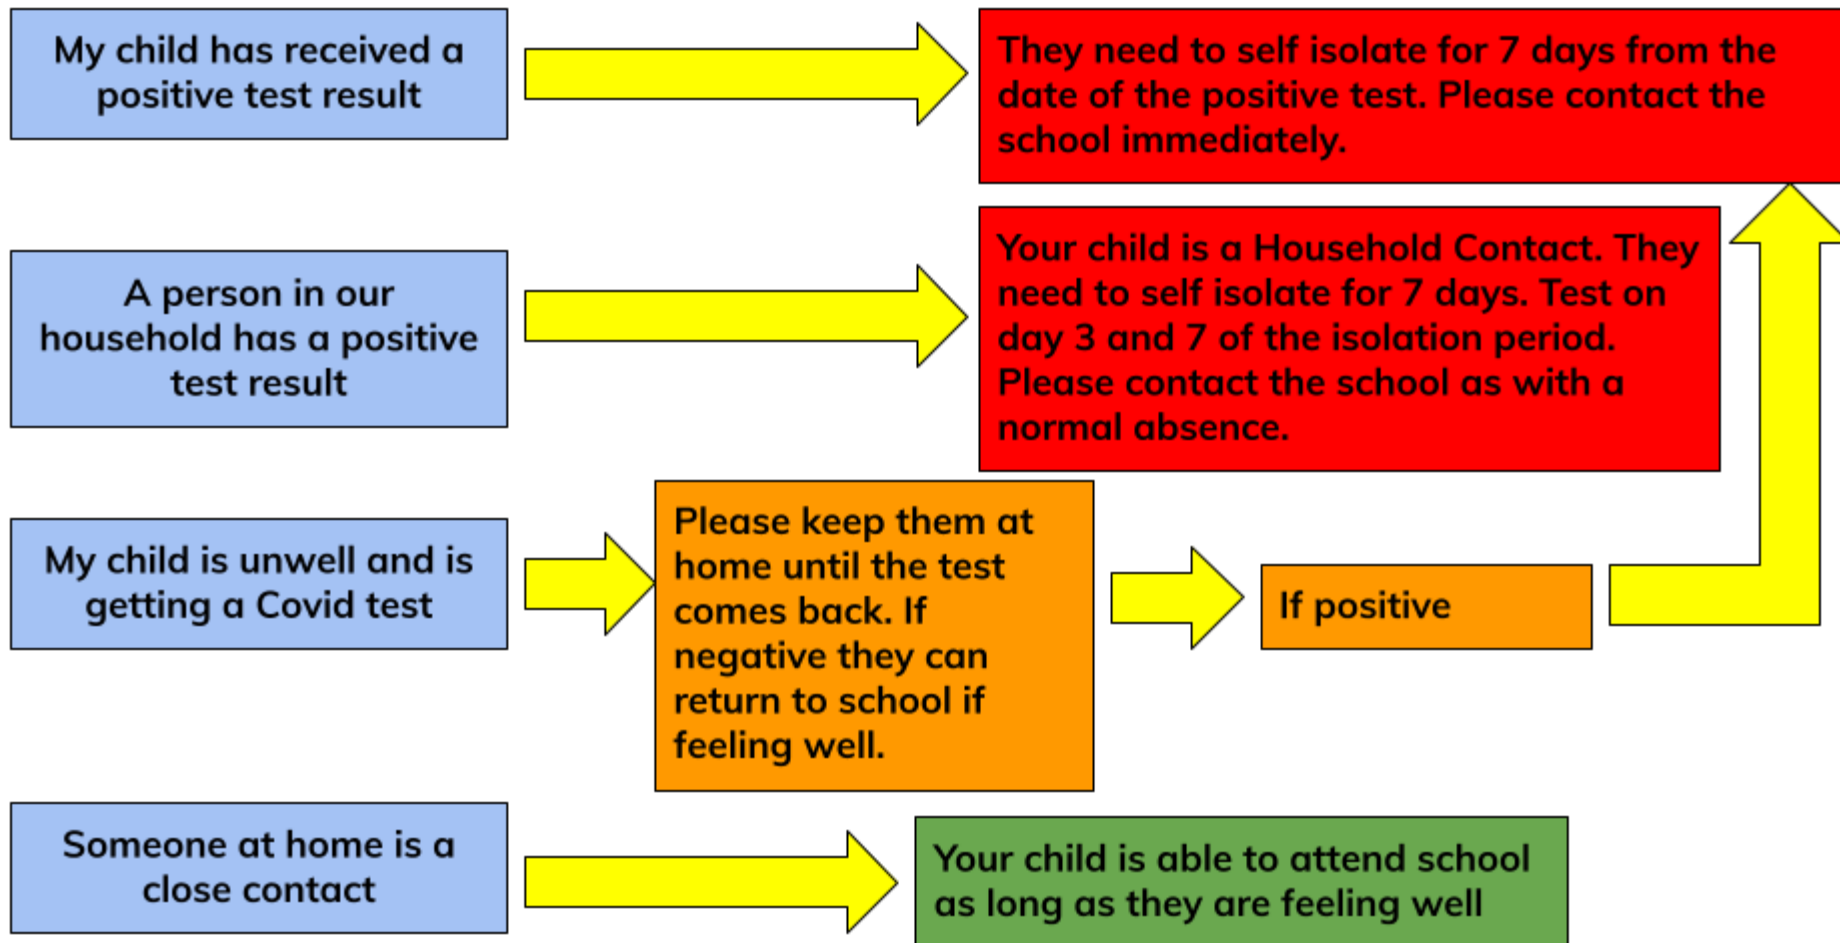 My child has received a
positive test result
They need to self isolate for 7 days from the
date of the positive test. Please contact the
school immediately.
A person in our
household has a positive
test result
Your child is a Household Contact. They
need to self isolate for 7 days. Test on
day 3 and 7 of the isolation period.
Please contact the school as with a
normal absence.
My child is unwell and is
getting a Covid test
Please keep them at
home until the test
comes back. If
negative they can
return to school if
feeling well.
If positive
Someone at home is a
close contact
Your child is able to attend school
as long as they are feeling well